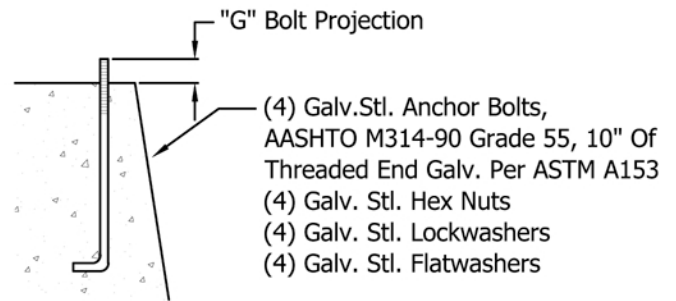 "G" Bolt Projection
(4) Galv.Stl. Anchor Bolts,
AASHTO M314-90 Grade 55, 10" Of
Threaded End Galv. Per ASTM A153
(4) Galv. Stl. Hex Nuts
(4) Galv. Stl. Lockwashers
(4) Galv. Stl. Flatwashers